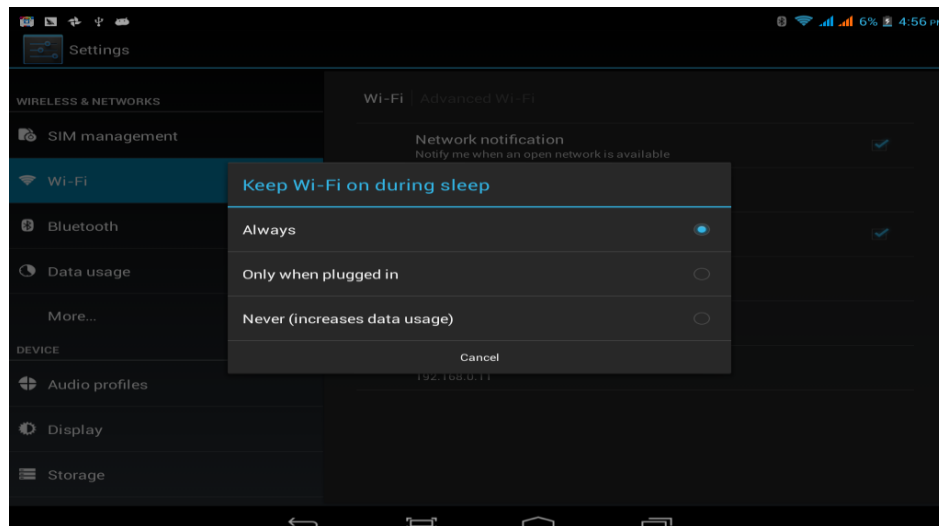 6% 4:56 PM
Settings
WIRELESS & NETWORKS
SIM management
Wi-Fi
Bluetooth
Data usage
More...
DEVICE
Audio profiles
Display
Storage
Wi-Fi | Advanced Wi-Fi
Network notification
Notify me when an open network is available
Keep Wi-Fi on during sleep
Always
Only when plugged in
Never (increases data usage)
Cancel
192.168.0.11